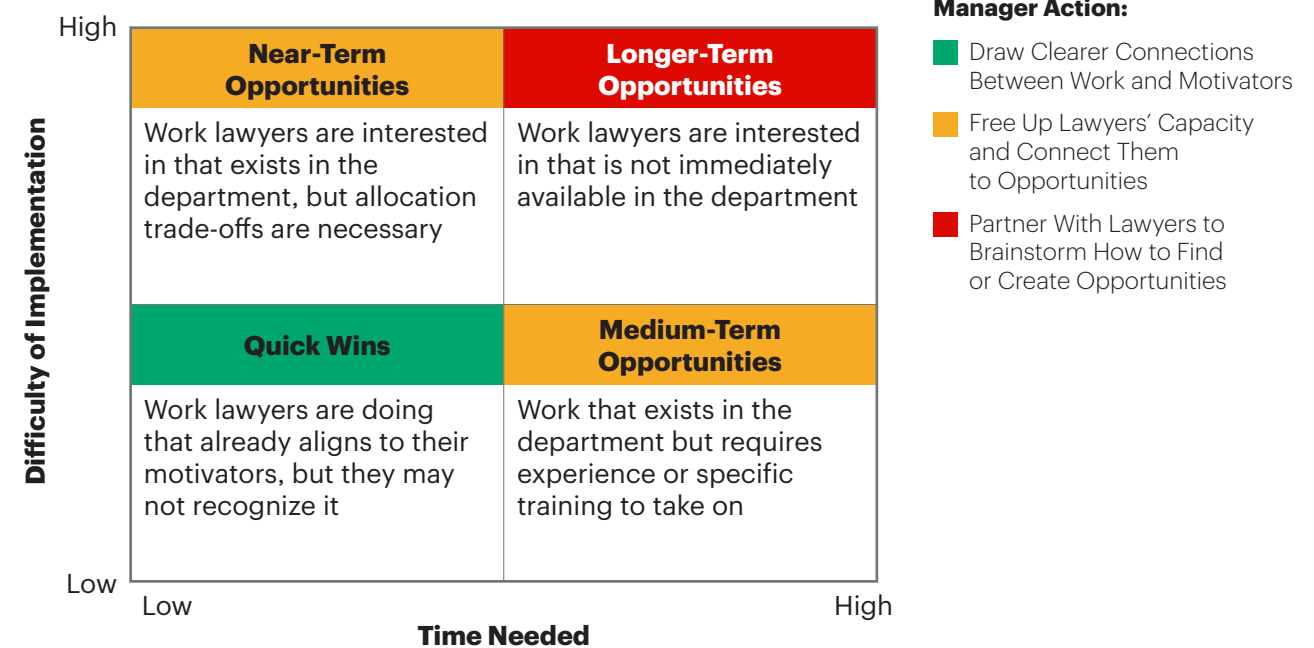 High
Near-Term
Opportunities
Work lawyers are interested
in that exists in the
department, but allocation
trade-offs are necessary
Longer-Term
Opportunities
Work lawyers are interested
in that is not immediately
available in the department
Difficulty of Implementation
Quick Wins
Work lawyers are doing
that already aligns to their
motivators, but they may
not recognize it
Medium-Term
Opportunities
Work that exists in the
department but requires
experience or specific
training to take on
Low
Low
High
Time Needed
Manager Action:
Draw Clearer Connections
Between Work and Motivators
Free Up Lawyers’ Capacity
and Connect Them
to Opportunities
Partner With Lawyers to
Brainstorm How to Find
or Create Opportunities